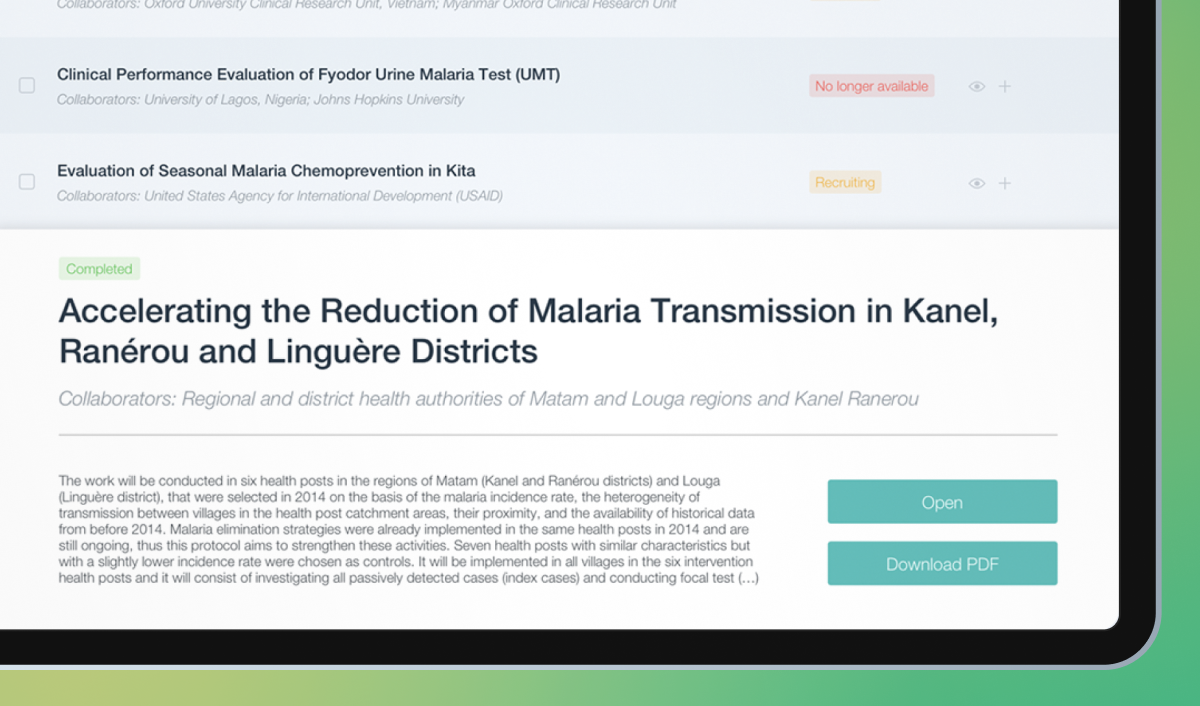 Collaborators: Oxford University Clinical Research Unit, Vietnam; Myanmar Oxford Clinical Research Unit
Clinical Performance Evaluation of Fyodor Urine Malaria Test (UMT)
Collaborators: University of Lagos, Nigeria; Johns Hopkins University
No longer available
Evaluation of Seasonal Malaria Chemoprevention in Kita
Collaborators: United States Agency for International Development (USAID)
Recruiting
Completed
Accelerating the Reduction of Malaria Transmission in Kanel,
Ranérou and Linguère Districts
Collaborators: Regional and district health authorities of Matam and Louga regions and Kanel Ranerou
The work will be conducted in six health posts in the regions of Matam (Kanel and Ranérou districts) and Louga
(Linguère district), that were selected in 2014 on the basis of the malaria incidence rate, the heterogeneity of
transmission between villages in the health post catchment areas, their proximity, and the availability of historical data
from before 2014. Malaria elimination strategies were already implemented in the same health posts in 2014 and are
still ongoing, thus this protocol aims to strengthen these activities. Seven health posts with similar characteristics but
with a slightly lower incidence rate were chosen as controls. It will be implemented in all villages in the six intervention
health posts and it will consist of investigating all passively detected cases (index cases) and conducting focal test (...)
Open
Download PDF